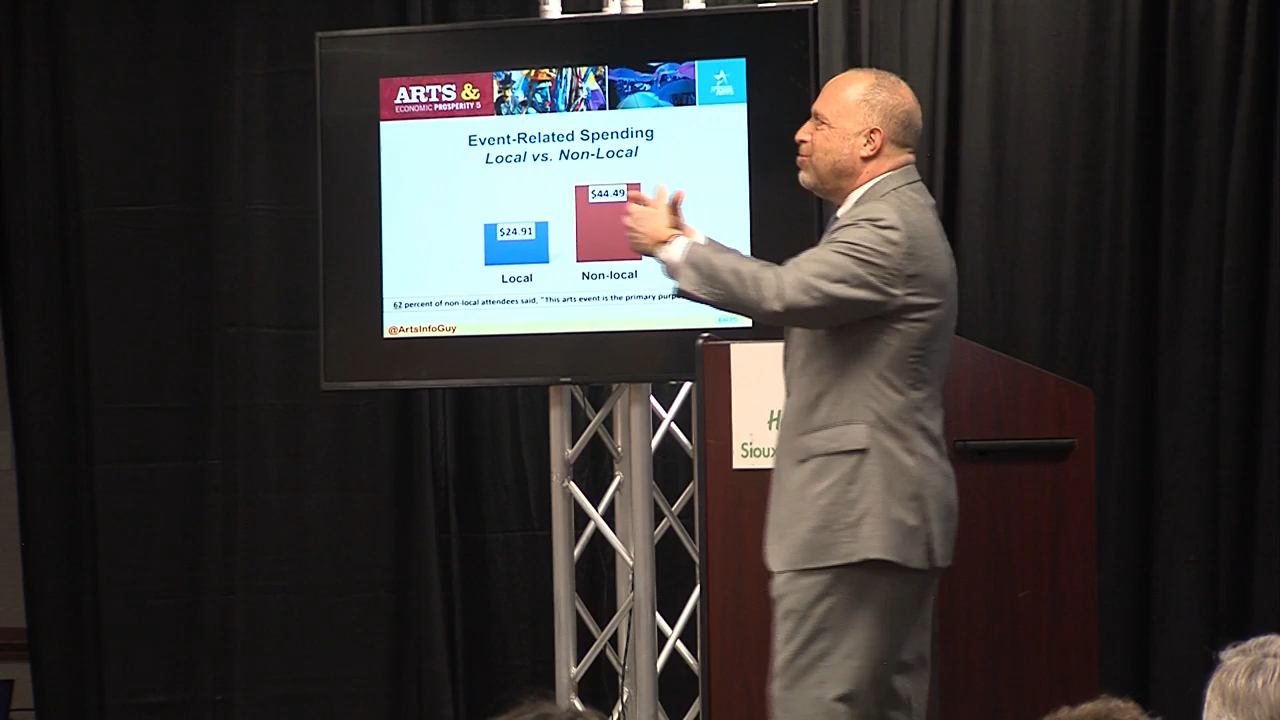 ARTS &
ECONOMIC PROSPERITY 5
ARTS
Event-Related Spending
Local vs. Non-Local
$24.91
$44.49
Local
Non-local
62 percent of non-local attendees said, "This arts event is the primary
@ArtsInfoGuy
Sioux